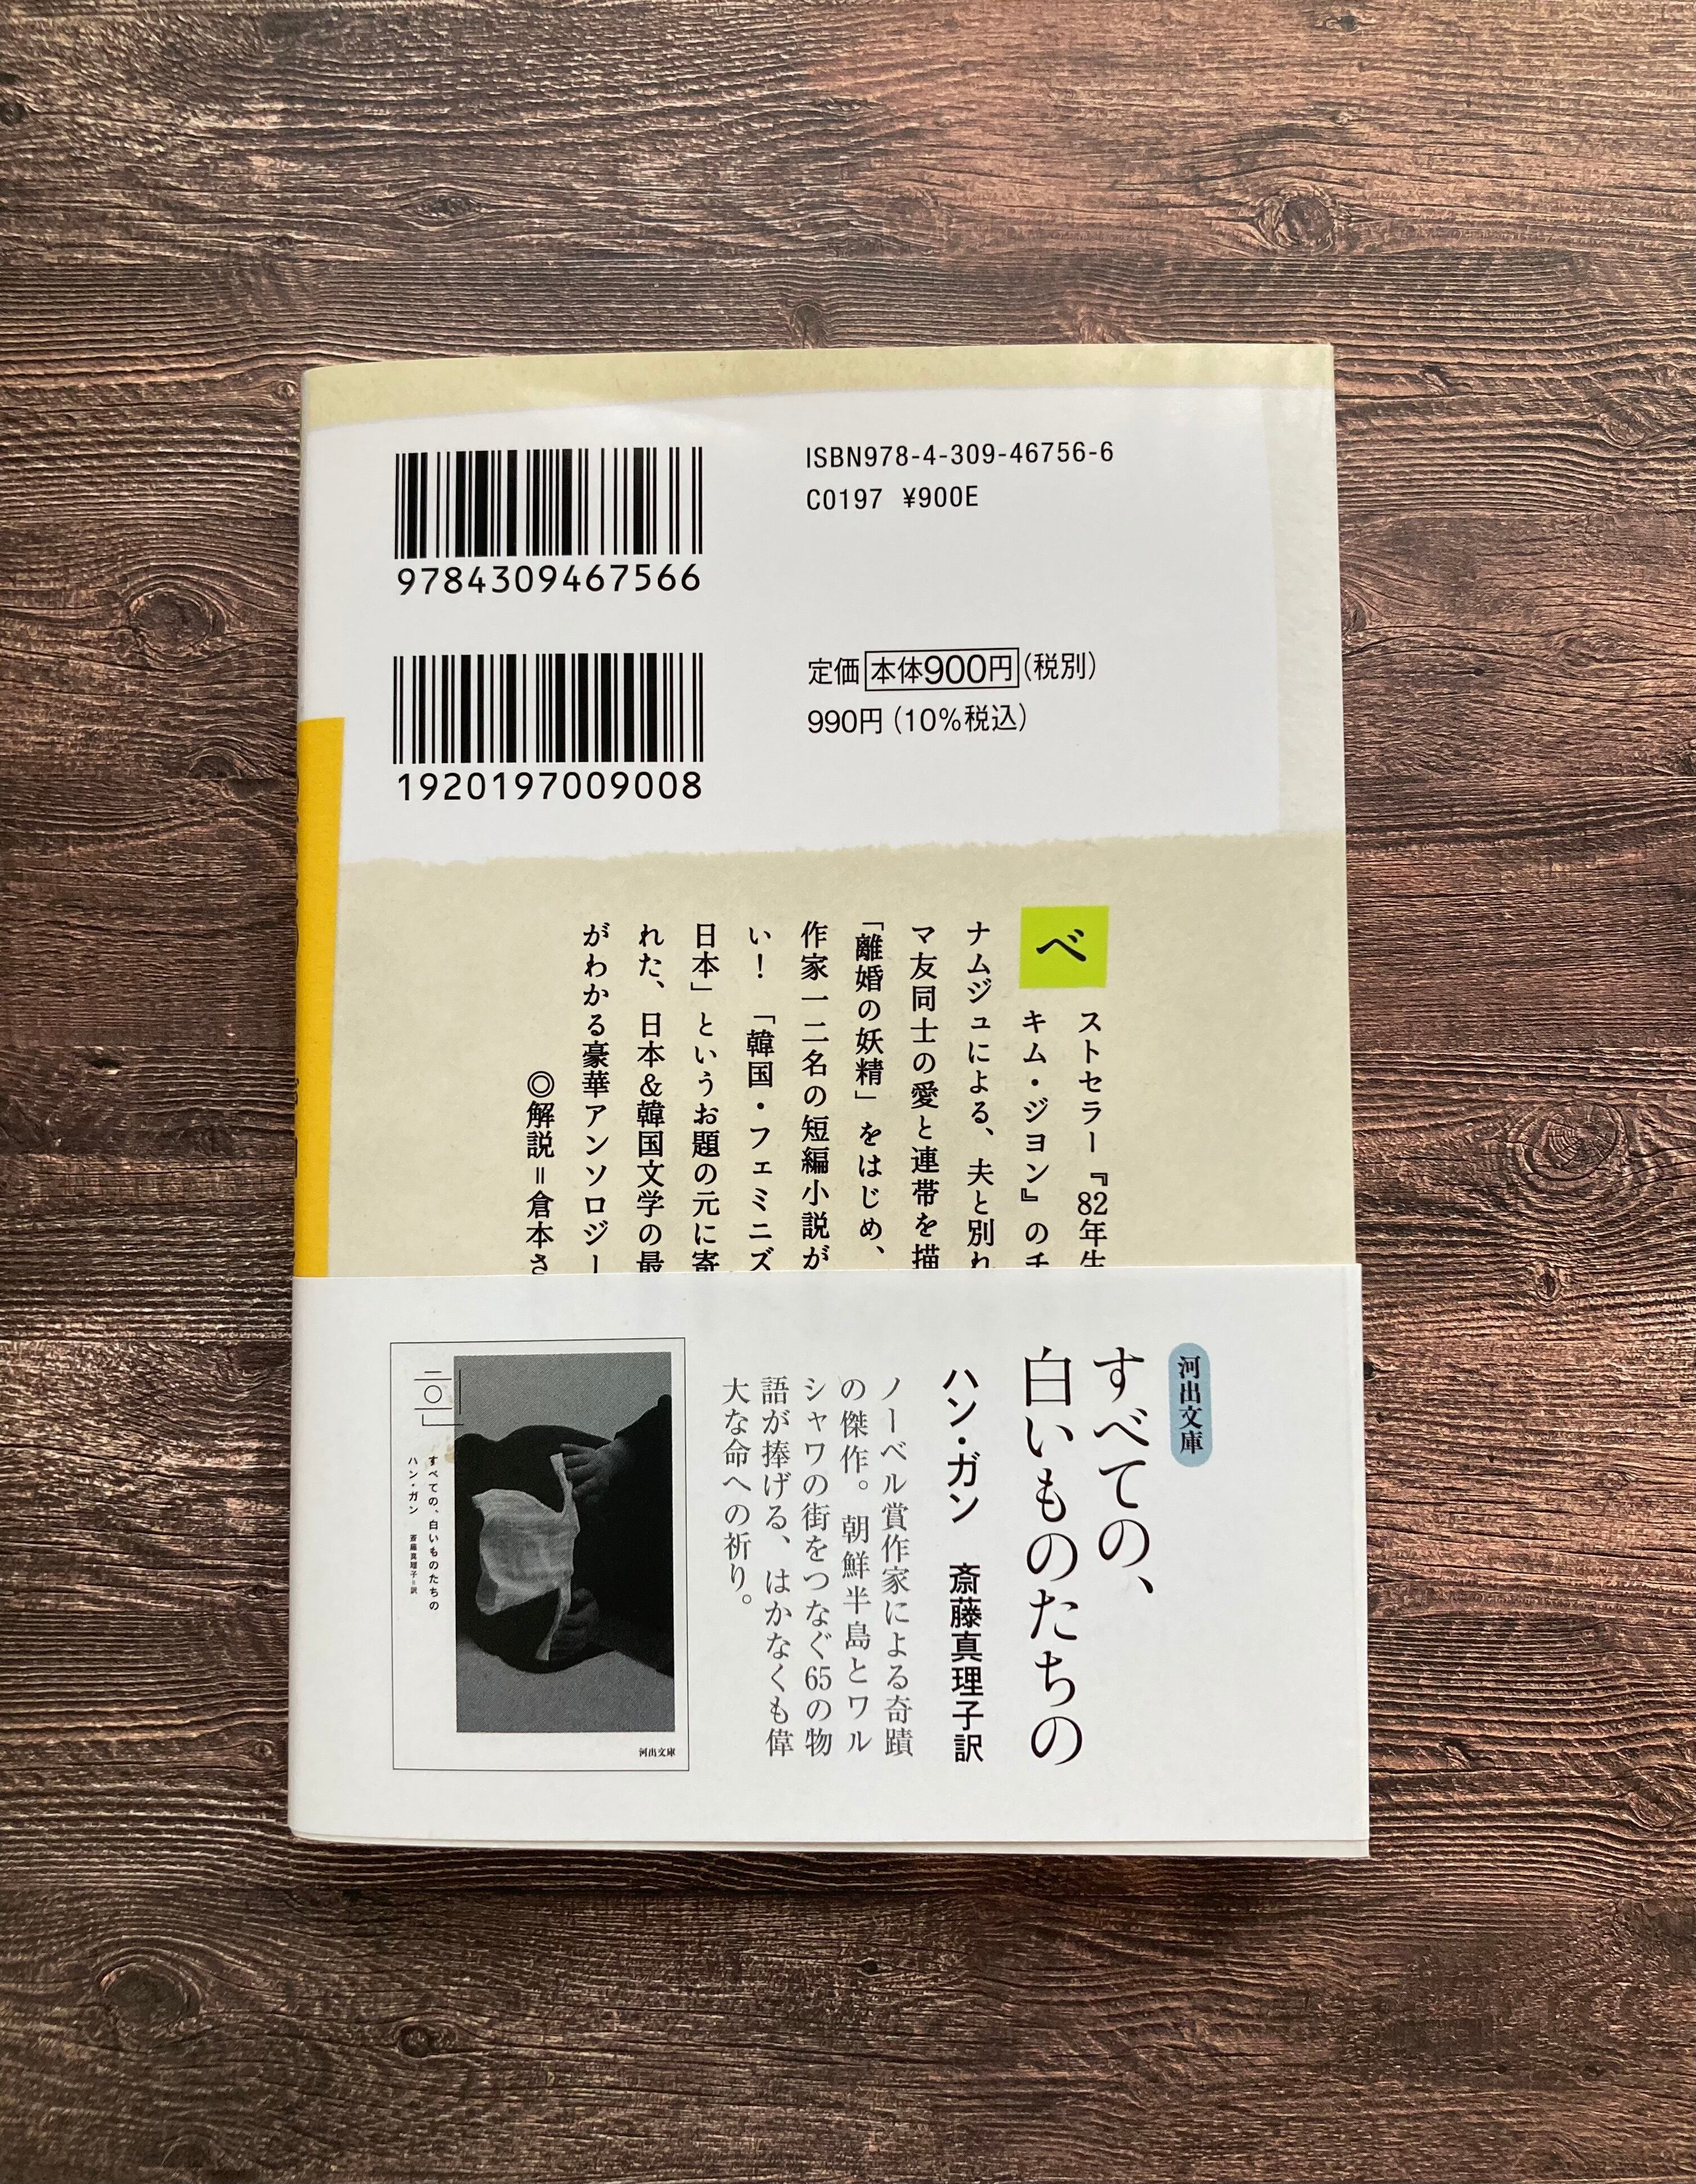 ISBN978-4-309-46756-6
C0197 ¥900E
9784309467566
定価 本体900円(税別)
990円(10%税込)
1920197009008
ベ
ストセラー『82年生
キム・ジヨン』のチ
ナムジュによる、夫と別れ
マ友同士の愛と連帯を描
「離婚の妖精」をはじめ、
作家一二名の短編小説が
い！「韓国・フェミニズ
日本」というお題の元に寄
れた、日本&韓国文学の最
がわかる豪華アンソロジー
◎解説=倉本さ
河出文庫
すべての、
白いものたちの
ハン・ガン 斎藤真理子訳
ノーベル賞作家による奇蹟
の傑作。朝鮮半島とワル
シャワの街をつなぐ65の物
語が捧げる、はかなくも偉
大な命への祈り。
흰
すべての、白いものたちの
ハン・ガン 斎藤真理子=訳
河出文庫